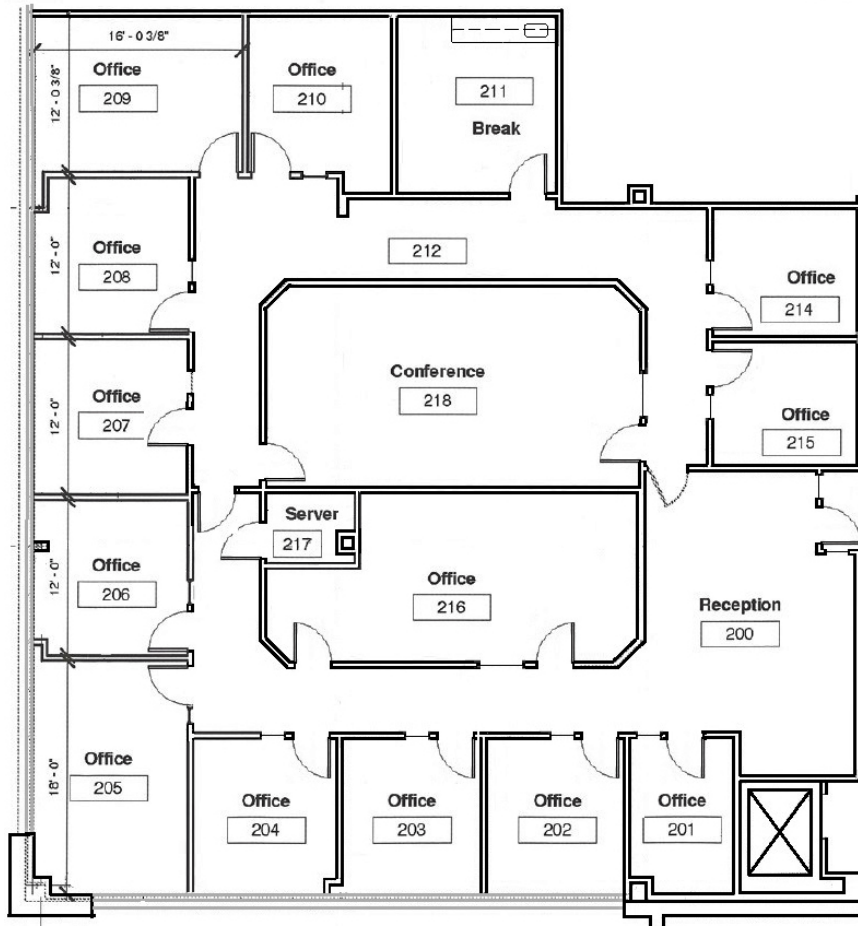 16' - 0 3/8"
12' - 0 3/8"
Office
209
Office
210
211
Break
12' - 0"
Office
208
212
Office
214
Conference
218
12' - 0"
Office
207
Office
215
Server
217
12' - 0"
Office
206
Office
216
Reception
200
18' - 0"
Office
205
Office
204
Office
203
Office
202
Office
201